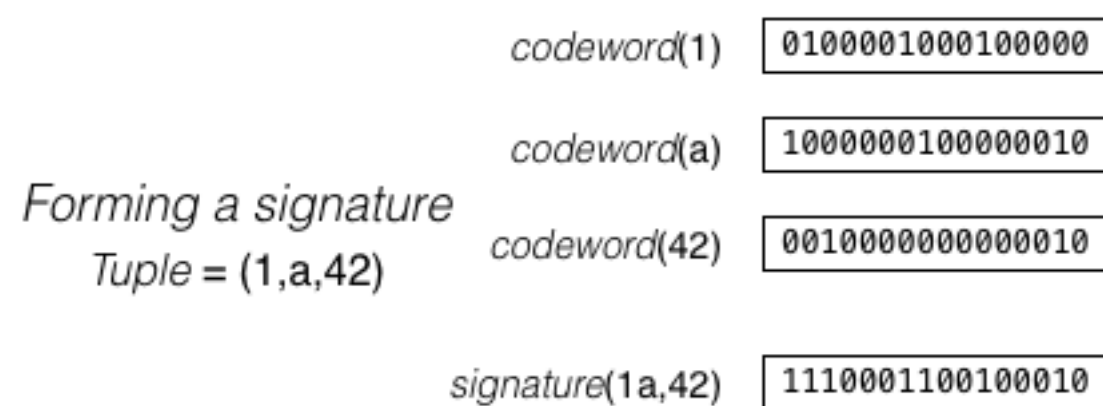 codeword(1) 0100001000100000
codeword(a) 1000000100000010
Forming a signature
codeword(42) 0010000000000010
Tuple = (1,a,42)
signature(1a,42) 1110001100100010